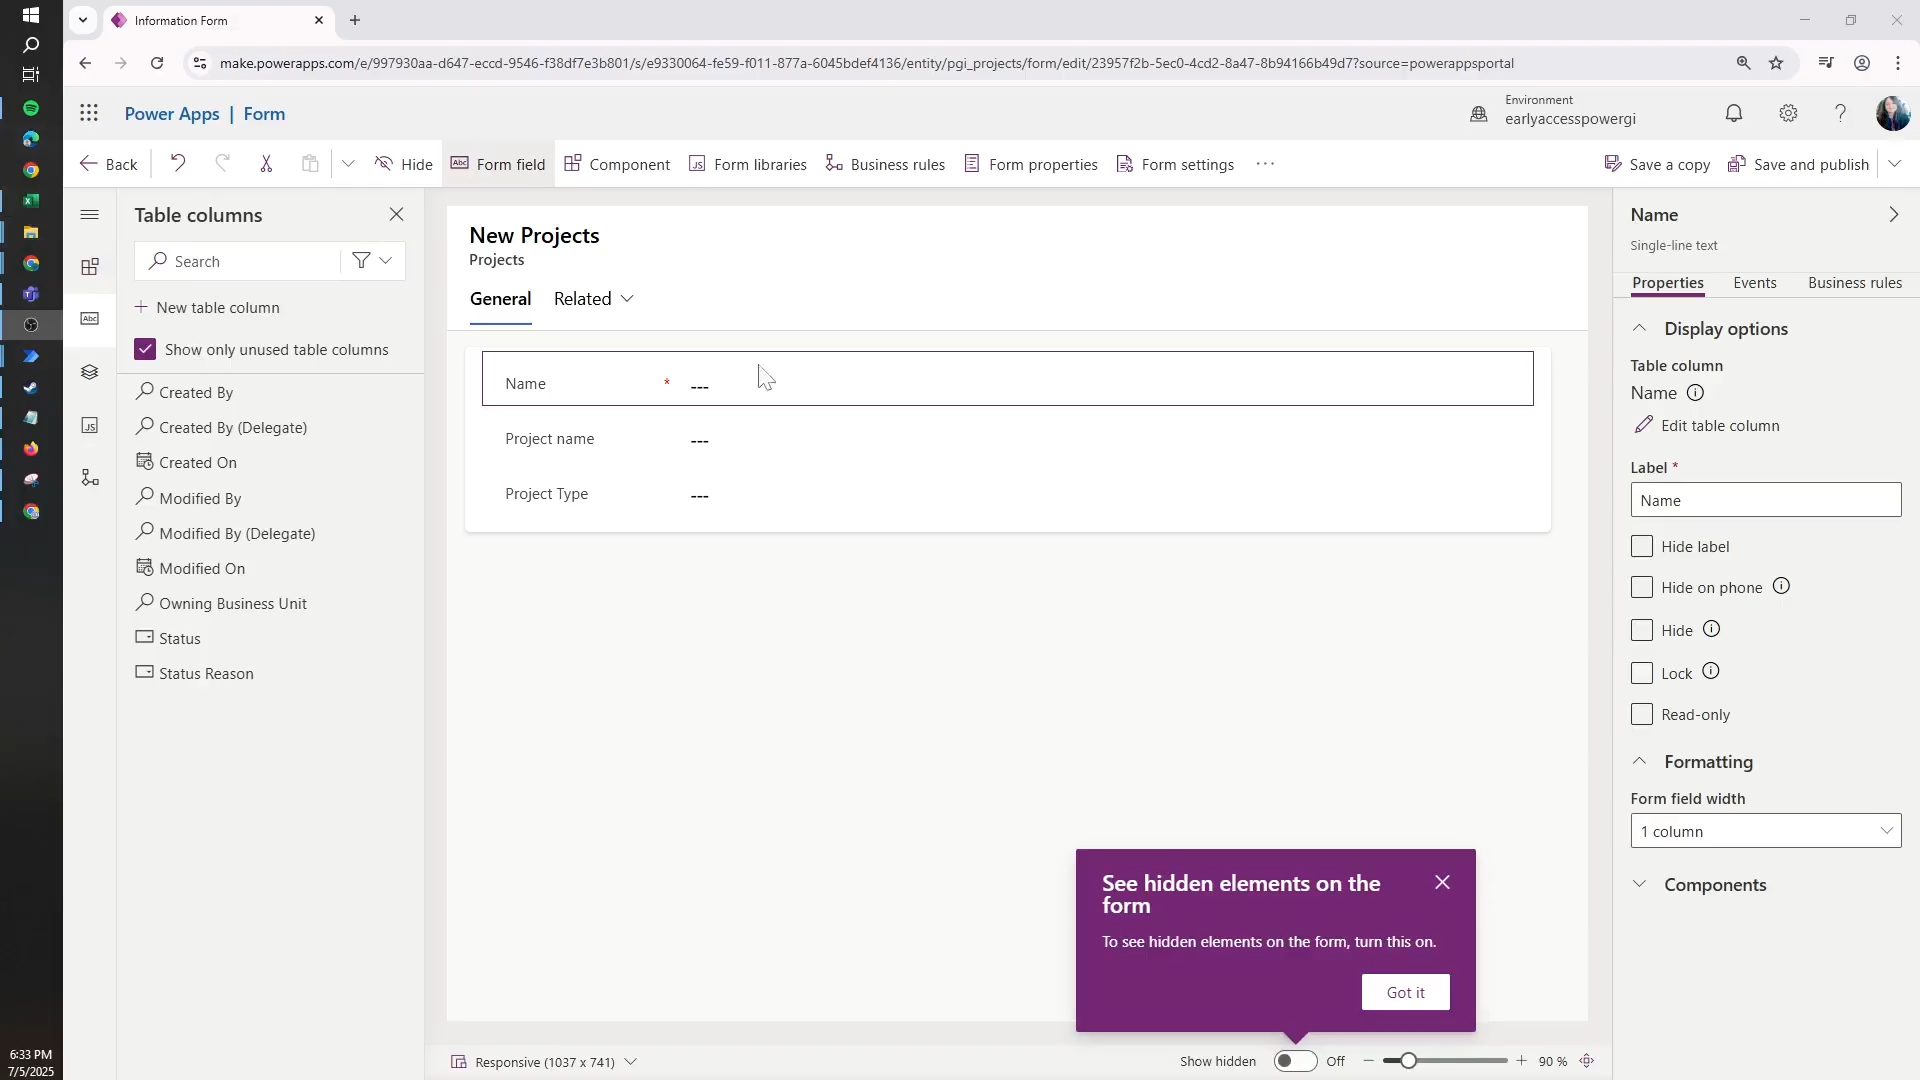 Information Form
make.powerapps.com/e/997930aa-d647-eccd-9546-f38df7e3b801/s/e9330064-fe59-f011-877a-6045bdef4136/entity/pgi_projects/form/edit/23957f2b-5ec0-4cd2-8a47-8b94166b49d7?source=powerappsportal
Power Apps | Form
Environment
earlyaccesspowergi
Back
Hide
Abc Form field
Component
JS Form libraries
Business rules
Form properties
Form settings
Save a copy
Save and publish
Table columns
Search
New table column
Show only unused table columns
Created By
Created By (Delegate)
Created On
Modified By
Modified By (Delegate)
Modified On
Owning Business Unit
Status
Status Reason
Abc
JS
New Projects
Projects
General Related
Name * ---
Project name ---
Project Type ---
See hidden elements on the
form
To see hidden elements on the form, turn this on.
Got it
Responsive (1037 x 741)
Show hidden Off 90 %
Name
Single-line text
Properties Events Business rules
Display options
Table column
Name
Edit table column
Label *
Name
Hide label
Hide on phone
Hide
Lock
Read-only
Formatting
Form field width
1 column
Components
6:33 PM
7/5/2025